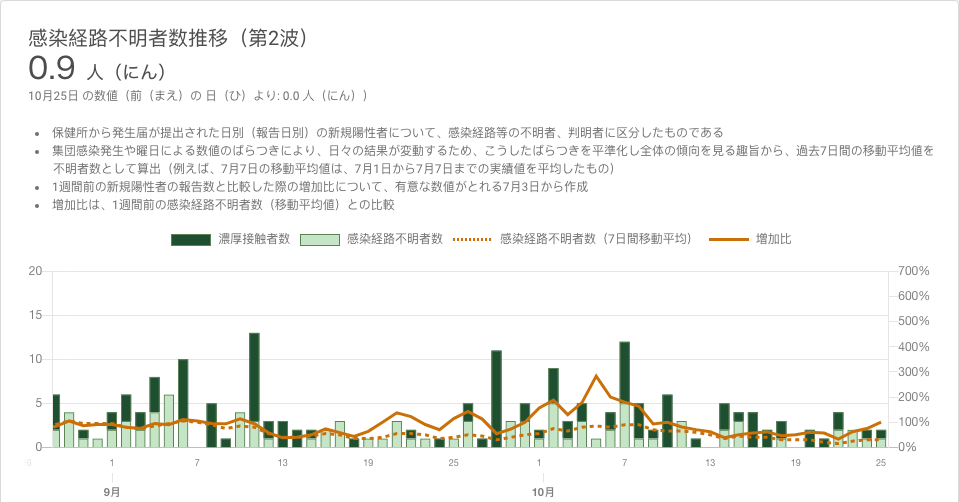 感染経路不明者数推移（第2波）
0.9 人（にん）
10月25日 の数値（前（まえ）の 日（ひ）より: 0.0 人（にん））
• 保健所から発生届が提出された日別（報告日別）の新規陽性者について、感染経路等の不明者、判明者に区分したものである
• 集団感染発生や曜日による数値のばらつきにより、日々の結果が変動するため、こうしたばらつきを平準化し全体の傾向を見る趣旨から、過去7日間の移動平均値を
不明者数として算出（例えば、7月7日の移動平均値は、7月1日から7月7日までの実績値を平均したもの）
• 1週間前の新規陽性者の報告数と比較した際の増加比について、有意な数値がとれる7月3日から作成
• 増加比は、1週間前の感染経路不明者数（移動平均値）との比較
濃厚接触者数 感染経路不明者数 感染経路不明者数（7日間移動平均） 増加比
20 700%
600%
15
500%
400%
10
300%
5 200%
100%
0 0%
1 7 13 19 25 1 7 13 19 25
9月 10月